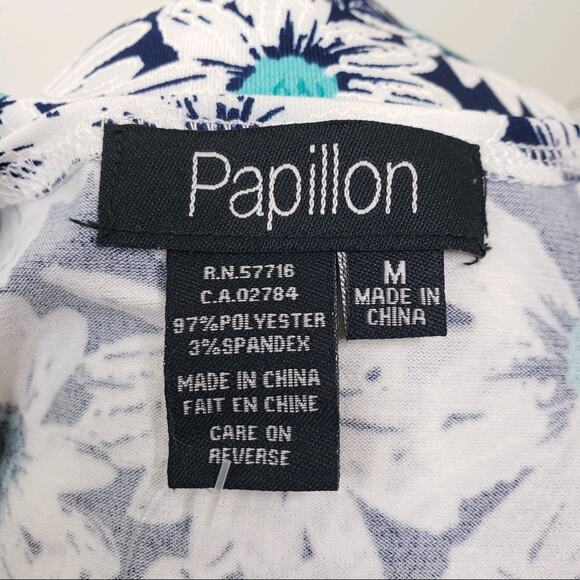 Papillon
R.N.57716
C.A.02784
97%POLYESTER
3%SPANDEX
MADE IN CHINA
FAIT EN CHINE
CARE ON
REVERSE
M
MADE IN
CHINA